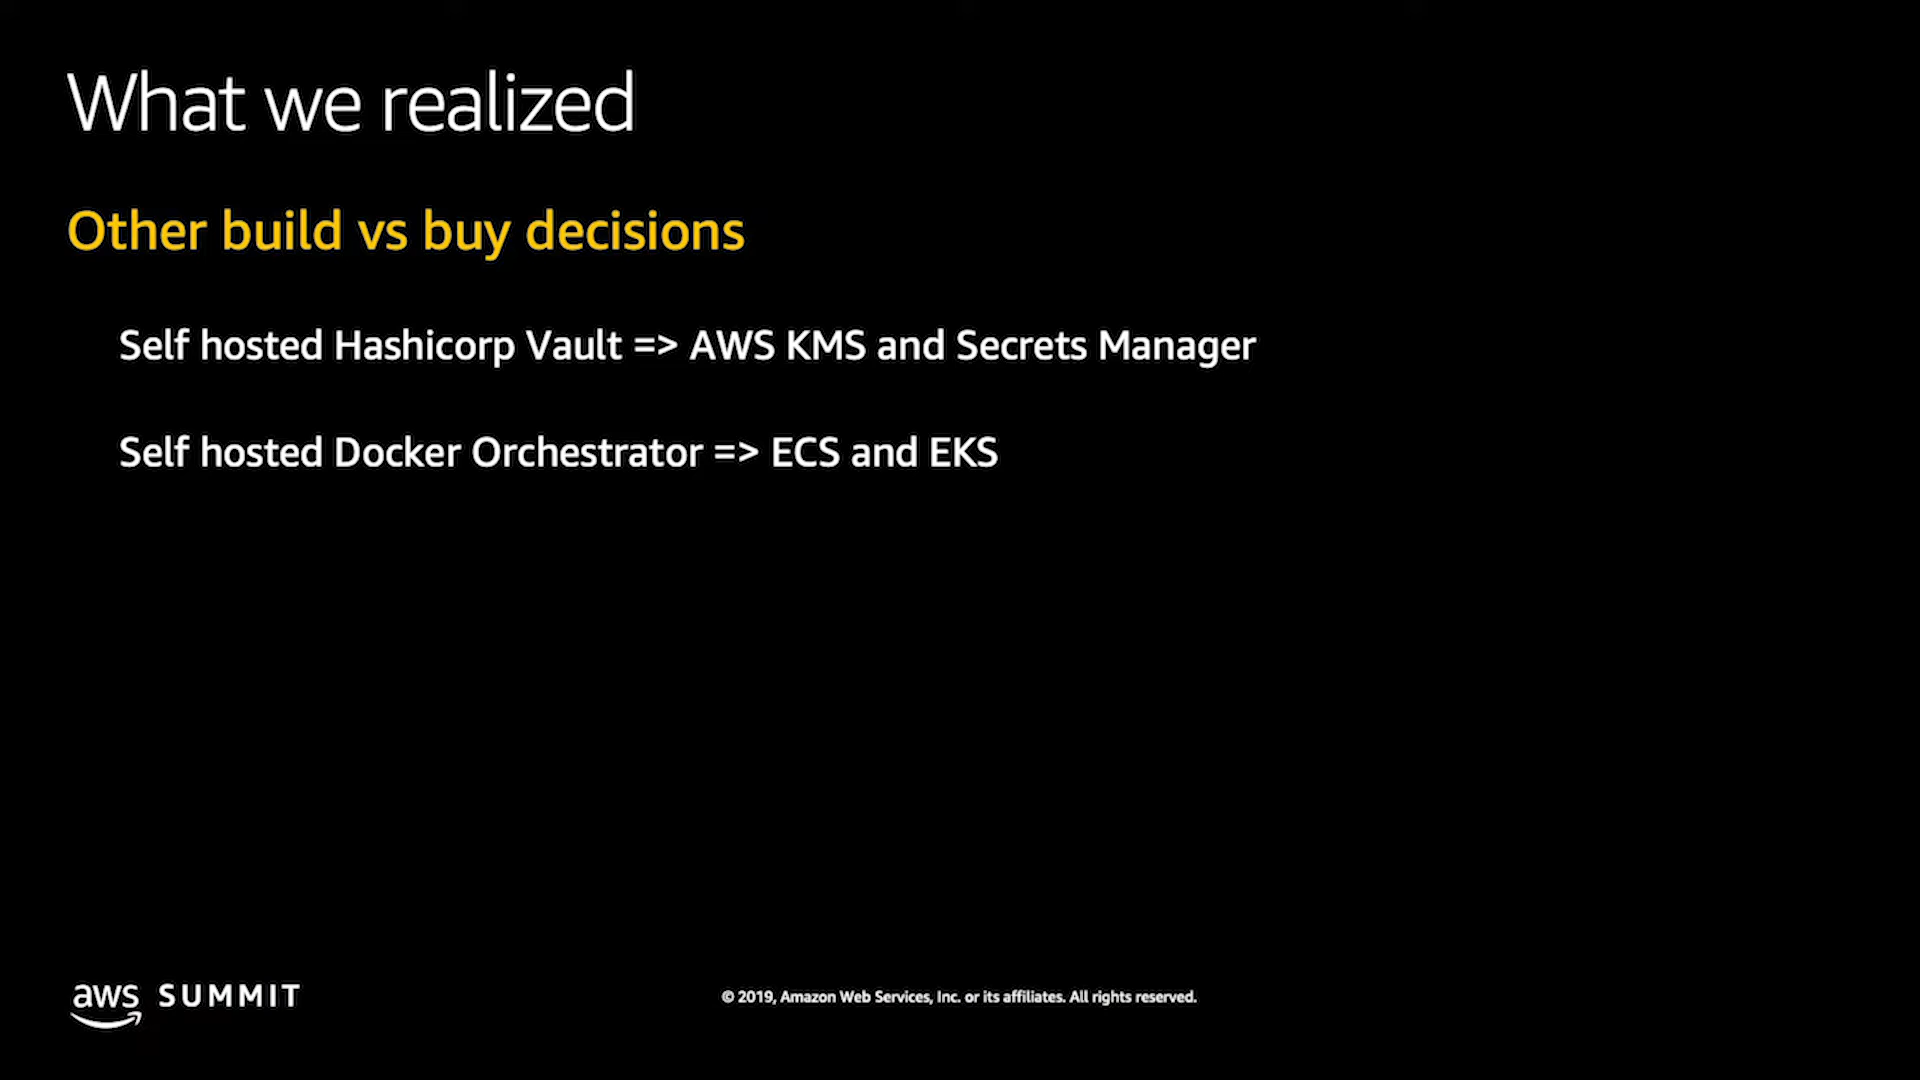 What we realized
Other build vs buy decisions
Self hosted Hashicorp Vault => AWS KMS and Secrets Manager
Self hosted Docker Orchestrator => ECS and EKS
aws SUMMIT
© 2019, Amazon Web Services, Inc. or its affiliates. All rights reserved.